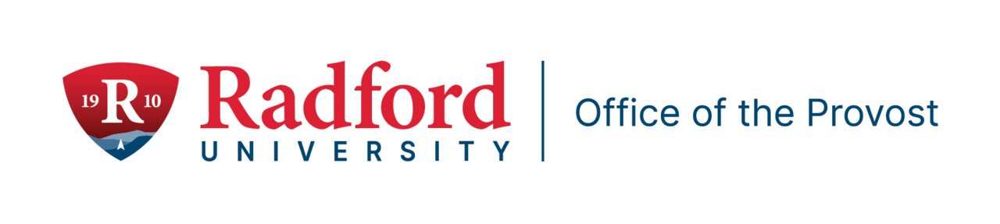 19 R 10
Radford
UNIVERSITY
Office of the Provost